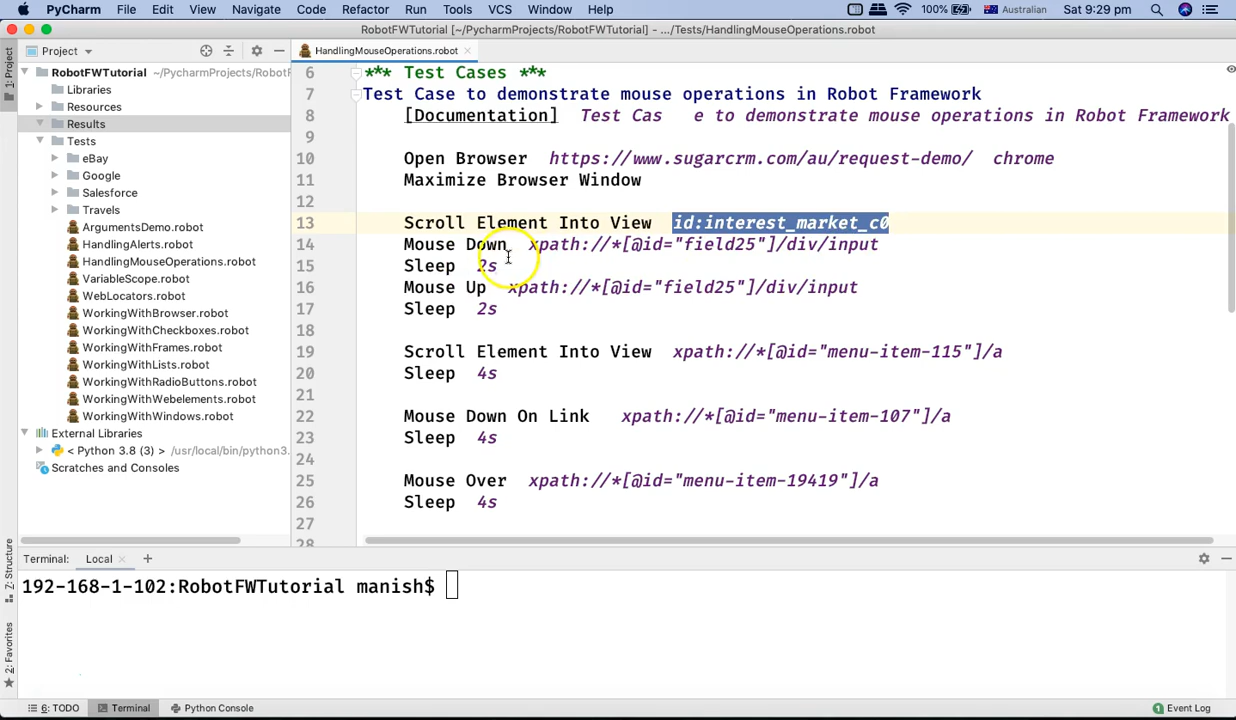 PyCharm File Edit View Navigate Code Refactor Run Tools VCS Window Help 100% Australian Sat 9:29 pm
RobotFWTutorial [~/PycharmProjects/RobotFWTutorial] - .../Tests/HandlingMouseOperations.robot
1: Project
Project
HandlingMouseOperations.robot
RobotFWTutorial ~/PycharmProjects/RobotF
Libraries
Resources
Results
Tests
eBay
Google
Salesforce
Travels
ArgumentsDemo.robot
HandlingAlerts.robot
HandlingMouseOperations.robot
VariableScope.robot
WebLocators.robot
WorkingWithBrowser.robot
WorkingWithCheckboxes.robot
WorkingWithFrames.robot
WorkingWithLists.robot
WorkingWithRadioButtons.robot
WorkingWithWebelements.robot
WorkingWithWindows.robot
External Libraries
< Python 3.8 (3) > /usr/local/bin/python3.
Scratches and Consoles
6 *** Test Cases ***
7 Test Case to demonstrate mouse operations in Robot Framework
8 [Documentation] Test Cas e to demonstrate mouse operations in Robot Framework
9
10 Open Browser https://www.sugarcrm.com/au/request-demo/ chrome
11 Maximize Browser Window
12
13 Scroll Element Into View id:interest_market_c0
14 Mouse Down xpath://*[@id="field25"]/div/input
15 Sleep 2s
16 Mouse Up xpath://*[@id="field25"]/div/input
17 Sleep 2s
18
19 Scroll Element Into View xpath://*[@id="menu-item-115"]/a
20 Sleep 4s
21
22 Mouse Down On Link xpath://*[@id="menu-item-107"]/a
23 Sleep 4s
24
25 Mouse Over xpath://*[@id="menu-item-19419"]/a
26 Sleep 4s
27
28
Terminal: Local +
192-168-1-102:RobotFWTutorial manish$
Z: Structure
2: Favorites
6: TODO Terminal Python Console 1 Event Log